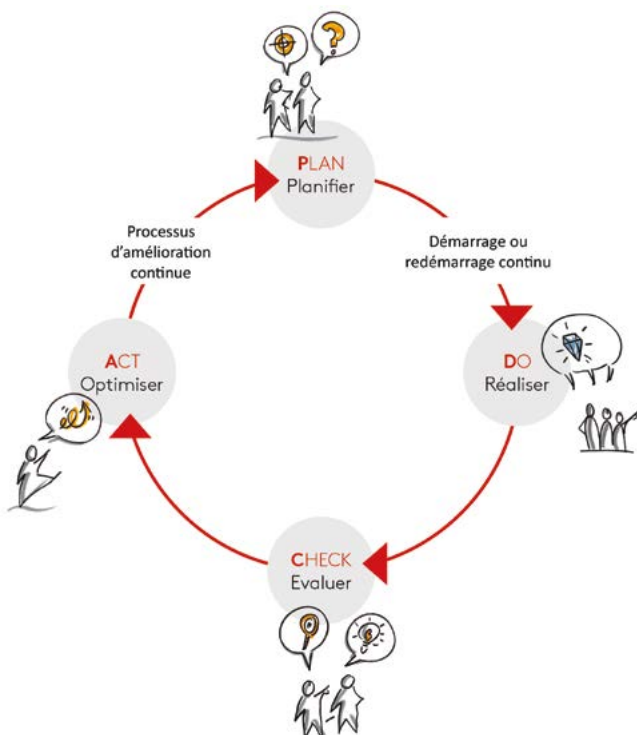 PLAN
Planifier
Processus
d'amélioration
continue
Démarrage ou
redémarrage continu
ACT
Optimiser
DO
Réaliser
CHECK
Evaluer